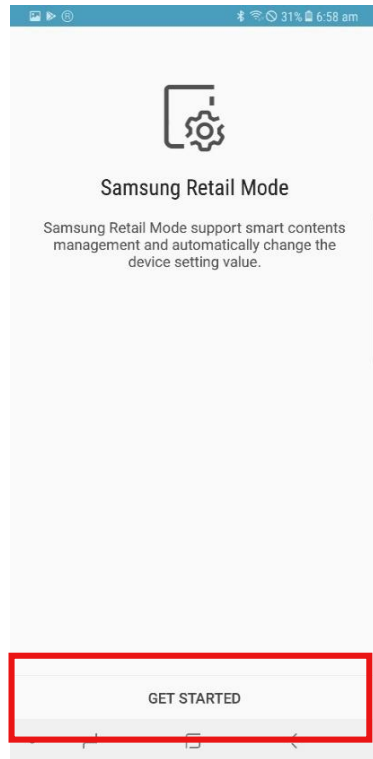 ® 31% 6:58 am
Samsung Retail Mode
Samsung Retail Mode support smart contents
management and automatically change the
device setting value.
GET STARTED